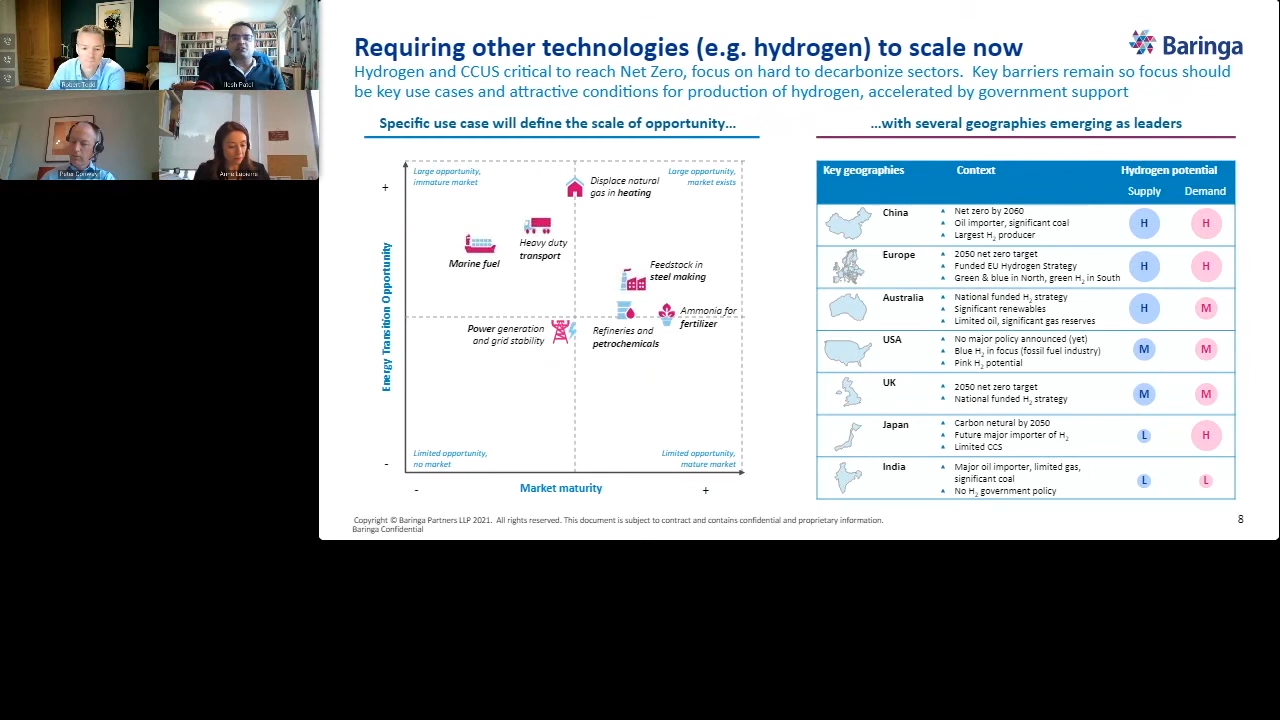 Robert Todd
Ilesh Patel
Peter Conway
Anna Lapierre
Requiring other technologies (e.g. hydrogen) to scale now
Baringa
Hydrogen and CCUS critical to reach Net Zero, focus on hard to decarbonize sectors. Key barriers remain so focus should
be key use cases and attractive conditions for production of hydrogen, accelerated by government support
Specific use case will define the scale of opportunity…
Energy Transition Opportunity
+
-
Large opportunity,
immature market
Large opportunity,
market exists
Displace natural
gas in heating
Heavy duty
transport
Marine fuel
Feedstock in
steel making
Ammonia for
fertilizer
Refineries and
petrochemicals
Power generation
and grid stability
Limited opportunity,
no market
Limited opportunity,
mature market
-
Market maturity
+
…with several geographies emerging as leaders
Key geographies Context Hydrogen potential
Supply Demand
China
Net zero by 2060
Oil importer, significant coal
Largest H₂ producer
H H
Europe
2050 net zero target
Funded EU Hydrogen Strategy
Green & blue in North, green H₂ in South
H H
Australia
National funded H₂ strategy
Significant renewables
Limited oil, significant gas reserves
H M
USA
No major policy announced (yet)
Blue H₂ in focus (fossil fuel industry)
Pink H₂ potential
M M
UK
2050 net zero target
National funded H₂ strategy
M M
Japan
Carbon netural by 2050
Future major importer of H₂
Limited CCS
L H
India
Major oil importer, limited gas,
significant coal
No H₂ government policy
L L
Copyright © Baringa Partners LLP 2021. All rights reserved. This document is subject to contract and contains confidential and proprietary information.
Baringa Confidential
8